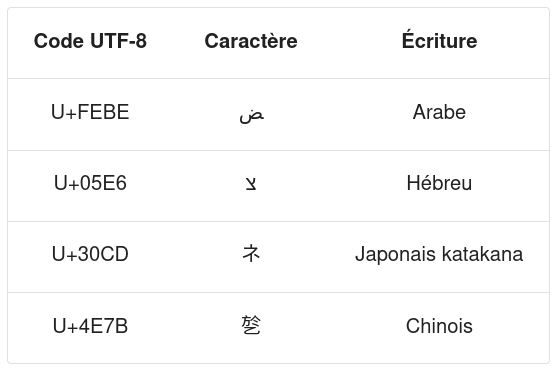 Code UTF-8 Caractère Écriture
U+FEBE ﺾ Arabe
U+05E6 צ Hébreu
U+30CD ネ Japonais katakana
U+4E7B 乻 Chinois